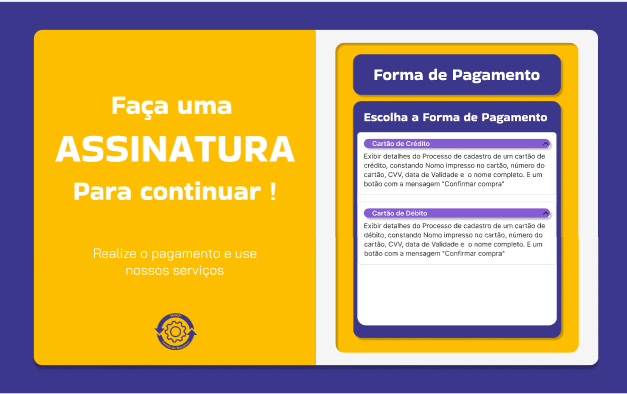 Faça uma
ASSINATURA
Para continuar !
Realize o pagamento e use
nossos serviços
Forma de Pagamento
Escolha a Forma de Pagamento
Cartão de Crédito
Exibir detalhes do Processo de cadastro de um cartão de
crédito, constando Nomo impresso no cartão, número do
cartão, CVV, data de Validade e o nome completo. E um
botão com a mensagem "Confirmar compra"
Cartão de Débito
Exibir detalhes do Processo de cadastro de um cartão de
débito, constando Nomo impresso no cartão, número do
cartão, CVV, data de Validade e o nome completo. E um
botão com a mensagem "Confirmar compra"